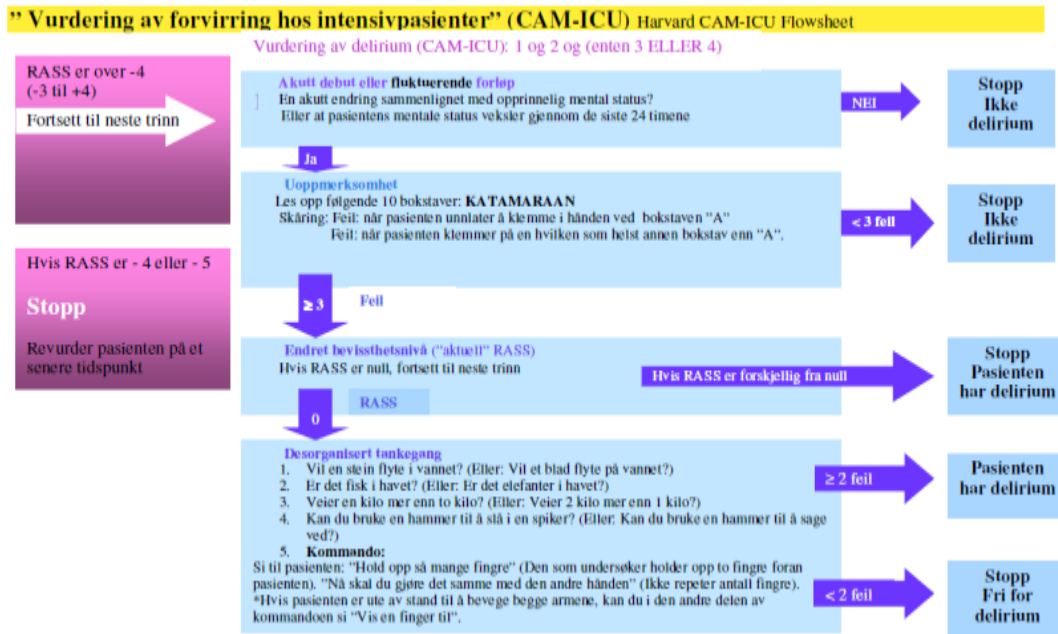 ” Vurdering av forvirring hos intensivpasienter” (CAM-ICU) Harvard CAM-ICU Flowsheet
Vurdering av delirium (CAM-ICU): 1 og 2 og (enten 3 ELLER 4)
RASS er over -4
(-3 til +4)
Fortsett til neste trinn
Akutt debut eller fluktuerende forløp
En akutt endring sammenlignet med opprinnelig mental status?
Eller at pasientens mentale status veksler gjennom de siste 24 timene
NEI
Stopp
Ikke
delirium
Ja
Uoppmerksomhet
Les opp følgende 10 bokstaver: KATAMARAAN
Skåring: Feil: når pasienten unnlater å klemme i hånden ved bokstaven "A"
Feil: når pasienten klemmer på en hvilken som helst annen bokstav enn "A".
< 3 feil
Stopp
Ikke
delirium
Hvis RASS er - 4 eller - 5
Stopp
Revurder pasienten på et
senere tidspunkt
≥ 3
Feil
Endret bevissthetsnivå ("aktuell" RASS)
Hvis RASS er null, fortsett til neste trinn
Hvis RASS er forskjellig fra null
Stopp
Pasienten
har delirium
RASS
0
Desorganisert tankegang
1. Vil en stein flyte i vannet? (Eller: Vil et blad flyte på vannet?)
2. Er det fisk i havet? (Eller: Er det elefanter i havet?)
3. Veier en kilo mer enn to kilo? (Eller: Veier 2 kilo mer enn 1 kilo?)
4. Kan du bruke en hammer til å slå i en spiker? (Eller: Kan du bruke en hammer til å sage
ved?)
5. Kommando:
Si til pasienten: "Hold opp så mange fingre" (Den som undersøker holder opp to fingre foran
pasienten). "Nå skal du gjøre det samme med den andre hånden" (Ikke repeter antall fingre).
*Hvis pasienten er ute av stand til å bevege begge armene, kan du i den andre delen av
kommandoen si "Vis en finger til".
≥ 2 feil
Pasienten
har delirium
< 2 feil
Stopp
Fri for
delirium